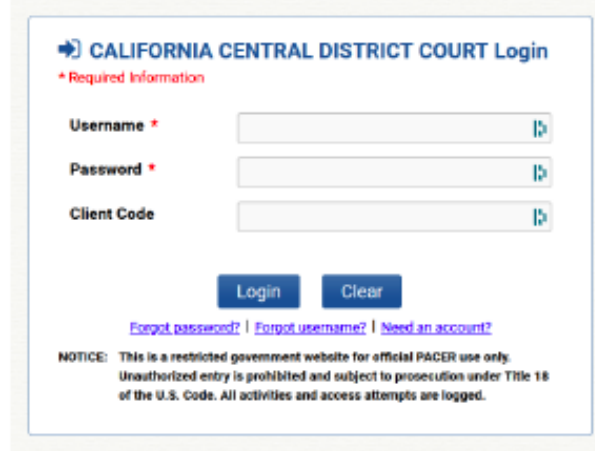 CALIFORNIA CENTRAL DISTRICT COURT Login
* Required Information
Username *
Password *
Client Code
Login Clear
Forgot password? | Forgot username? | Need an account?
NOTICE: This is a restricted government website for official PACER use only.
Unauthorized entry is prohibited and subject to prosecution under Title 18
of the U.S. Code. All activities and access attempts are logged.